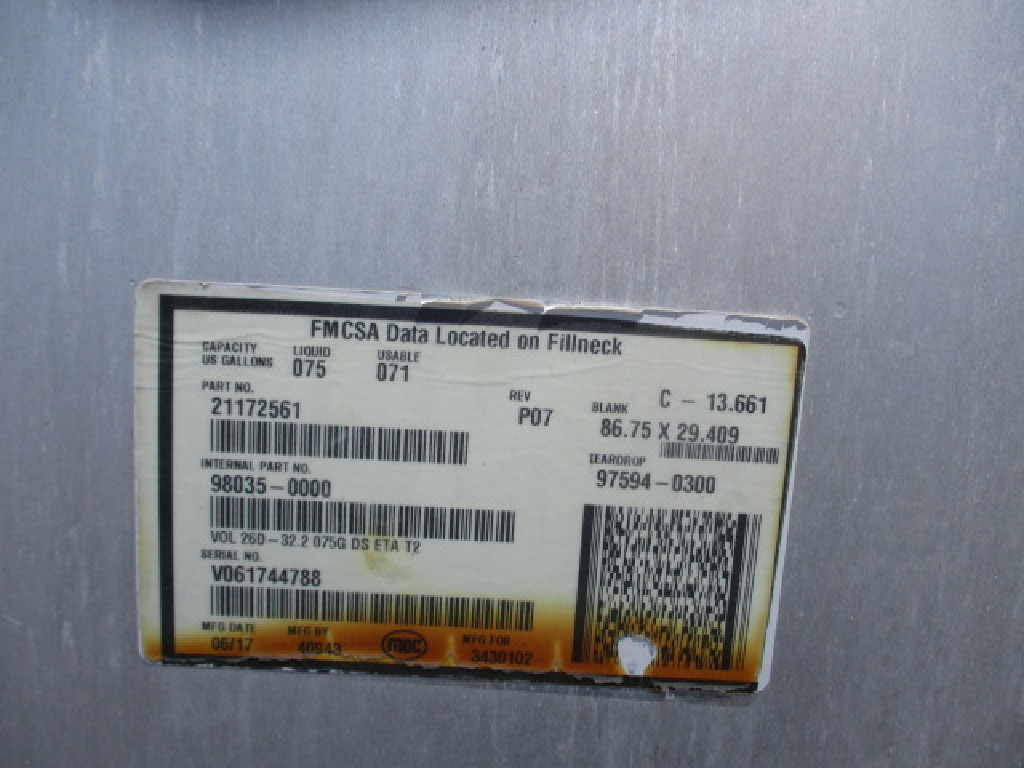 FMCSA Data Located on Fillneck
CAPACITY US GALLONS LIQUID 075 USABLE 071
PART NO.
21172561
REV
P07
BLANK C - 13.661
86.75 X 29.409
INTERNAL PART NO.
98035-0000
TEARDROP
97594-0300
VOL 26D-32.2 075G DS ETA T2
SERIAL NO.
V061744788
MFG DATE MFG BY MFG FOR
06/17 40943 3430102